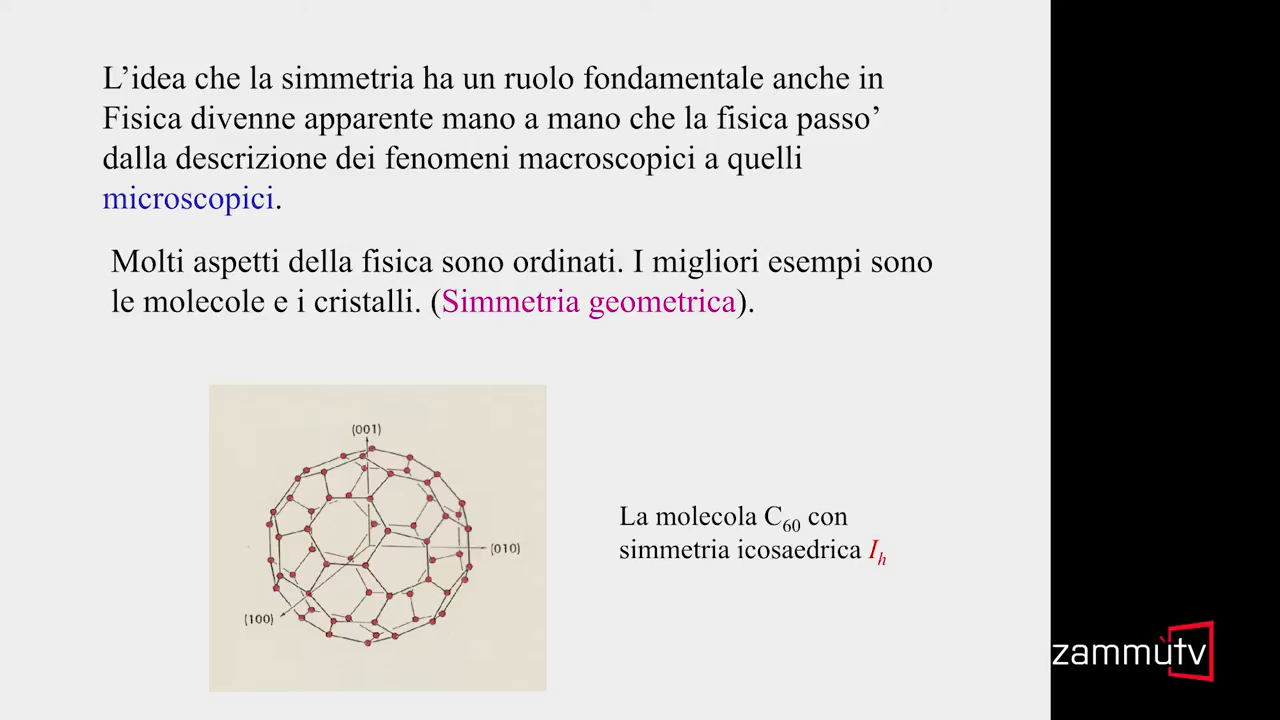 L’idea che la simmetria ha un ruolo fondamentale anche in
Fisica divenne apparente mano a mano che la fisica passo’
dalla descrizione dei fenomeni macroscopici a quelli
microscopici.
Molti aspetti della fisica sono ordinati. I migliori esempi sono
le molecole e i cristalli. (Simmetria geometrica).
(001)
(010)
(100)
La molecola C60 con
simmetria icosaedrica Ih
zammùtv